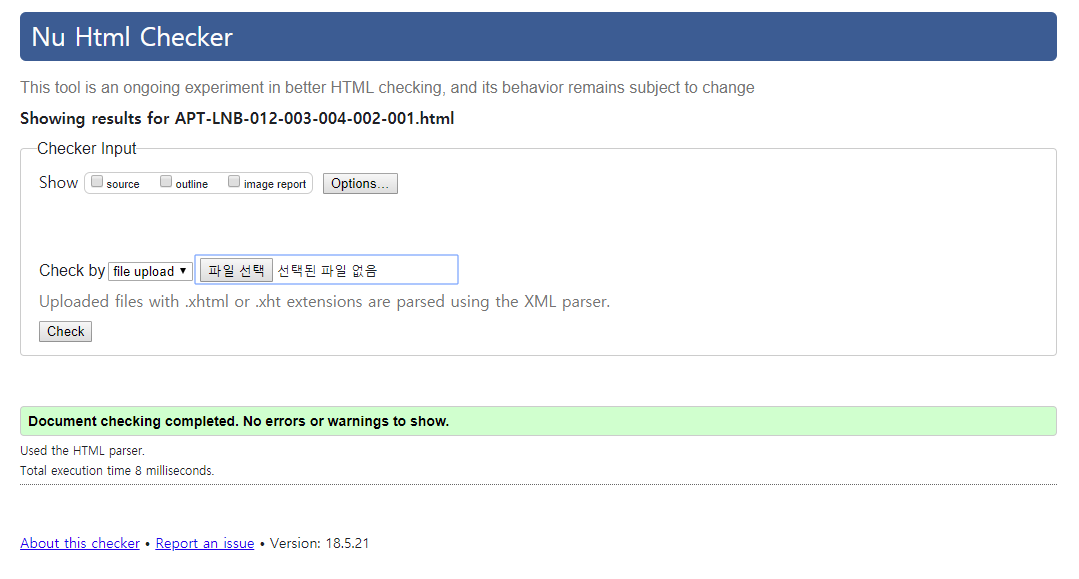 Nu Html Checker
This tool is an ongoing experiment in better HTML checking, and its behavior remains subject to change
Showing results for APT-LNB-012-003-004-002-001.html
Checker Input
Show source outline image report Options...
Check by file upload ▼ 파일 선택 선택된 파일 없음
Uploaded files with .xhtml or .xht extensions are parsed using the XML parser.
Check
Document checking completed. No errors or warnings to show.
Used the HTML parser.
Total execution time 8 milliseconds.
About this checker • Report an issue • Version: 18.5.21